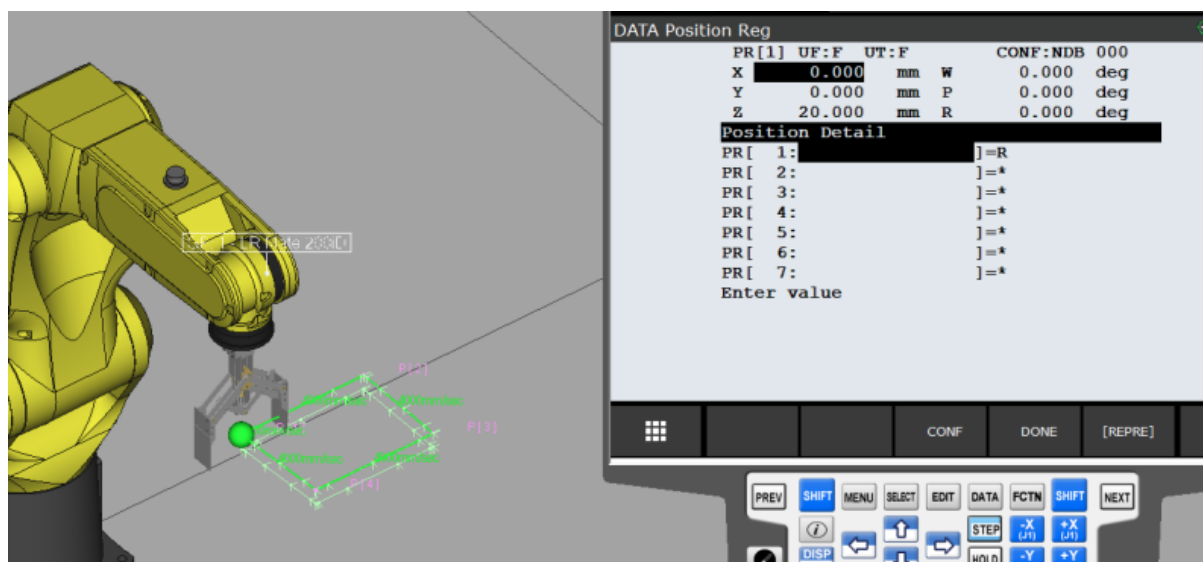 DATA Position Reg
PR[1] UF:F UT:F CONF:NDB 000
X 0.000 mm W 0.000 deg
Y 0.000 mm P 0.000 deg
Z 20.000 mm R 0.000 deg
Position Detail
PR[ 1: ]=R
PR[ 2: ]=*
PR[ 3: ]=*
PR[ 4: ]=*
PR[ 5: ]=*
PR[ 6: ]=*
PR[ 7: ]=*
Enter value
CONF DONE [REPRE]
PREV SHIFT MENU SELECT EDIT DATA FCTN SHIFT NEXT
i STEP -X (J1) +X (J1)
DISP HOLD -Y +Y
P[3]
P[4]